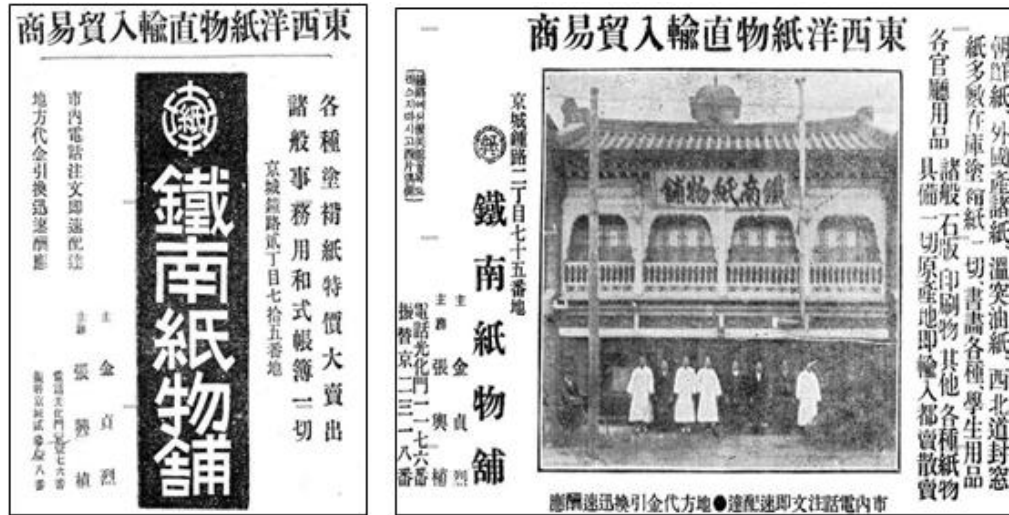 東西洋紙物直輸入貿易商
各種塗褙紙特價大賣出
諸般事務用和式帳簿一切
京城鐘路貳丁目七拾五番地
紙
鐵南紙物舖
市內電話注文即速配達
地方代金引換迅速酬應
主 金貞烈
主務 張興植
東西洋紙物直輸入貿易商
朝鮮紙 外國產諸紙 溫突油紙 西北道封窓
紙多數在庫塗褙紙 一切書畵各種 學生用品
各官廳用品 諸般 石版 印刷物 其他 各種紙物
具備 一切原產地即輸入都賣散賣
鐵南紙物舖
京城鍾路二丁目七十五番地
紙
鐵南紙物舖
主 金貞烈
主務 張興植
電話光化門一一七六番
振替京二三一八番
市內電話注文即速配達●地方代金引換迅速酬應